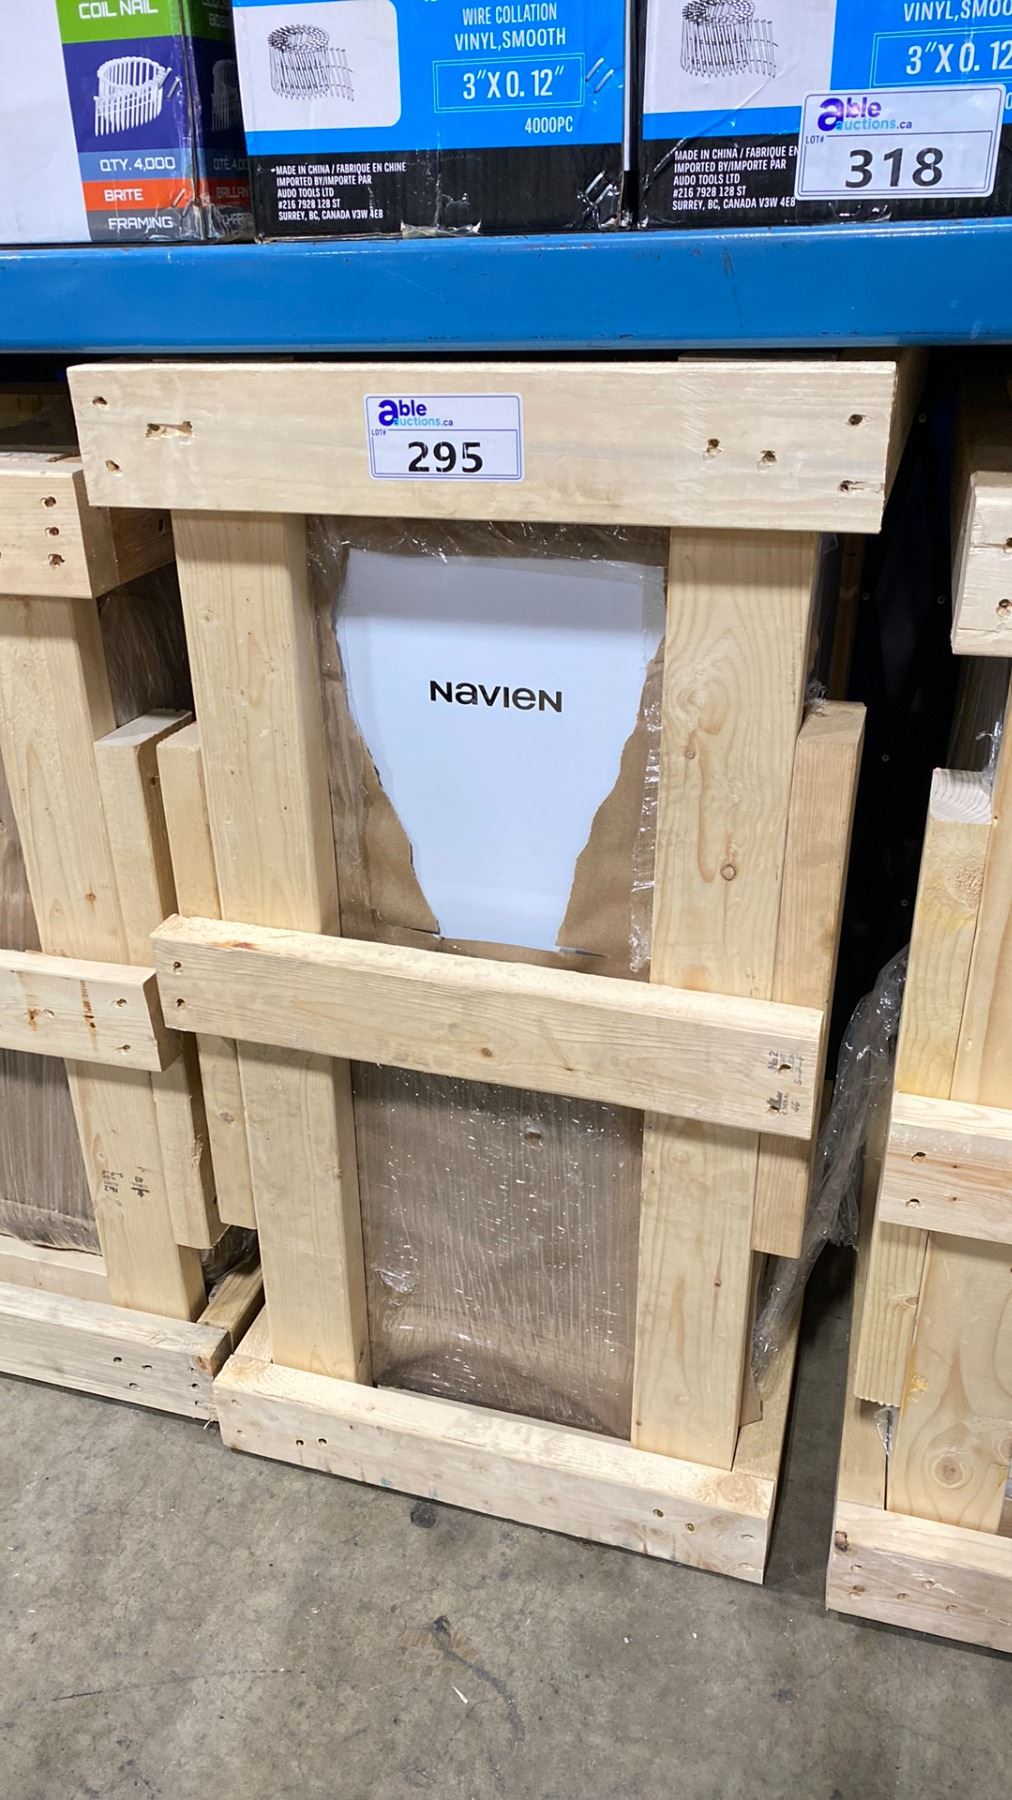 COIL NAIL
QTY. 4,000
BRITE
FRAMING
WIRE COLLATION
VINYL,SMOOTH
3"X0.12"
4000PC
MADE IN CHINA / FABRIQUE EN CHINE
IMPORTED BY/IMPORTE PAR
AUDO TOOLS LTD
#216 7928 128 ST
SURREY, BC, CANADA V3W 4E8
3"X0.12
MADE IN CHINA / FABRIQUE EN
IMPORTED BY/IMPORTE PAR
AUDO TOOLS LTD
#216 7928 128 ST
SURREY, BC, CANADA V3W 4E8
able
auctions.ca
LOT#
318
able
auctions.ca
LOT#
295
NAVIEN